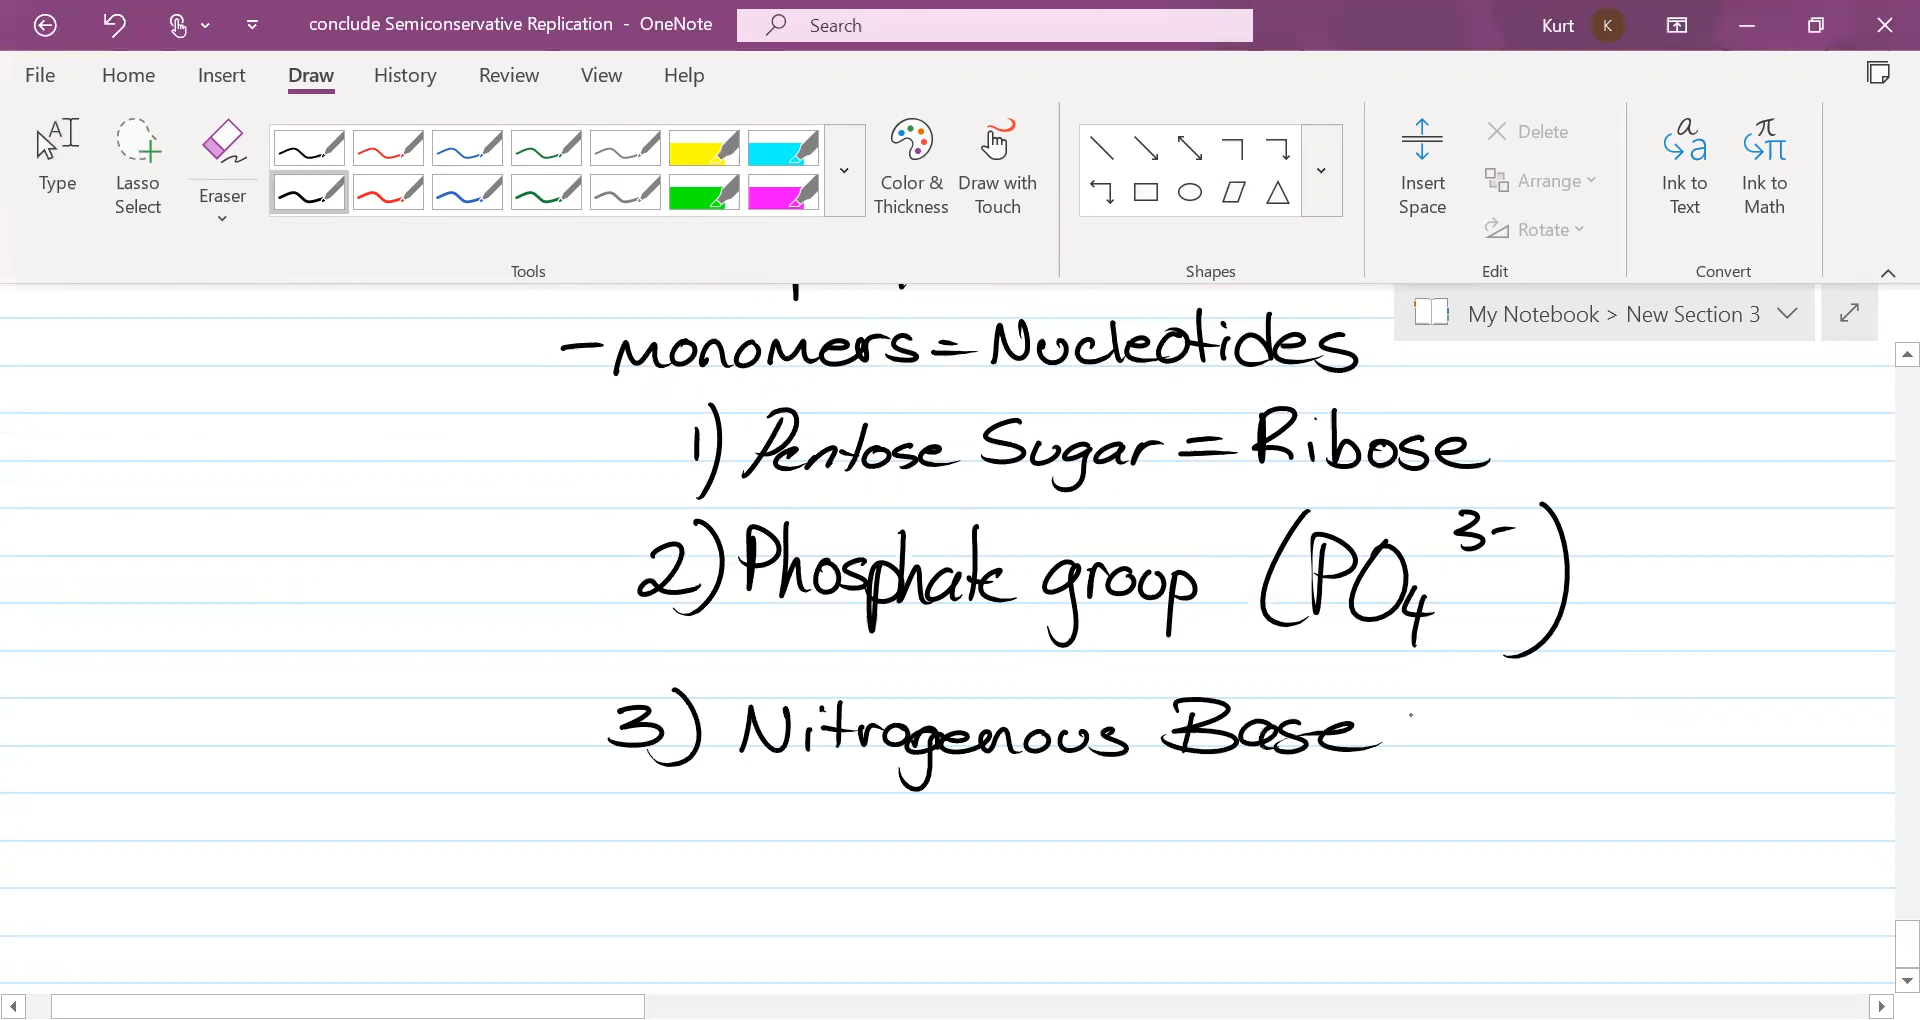 conclude Semiconservative Replication - OneNote
Search
Kurt K
File Home Insert Draw History Review View Help
Type
Lasso Select
Eraser
Color & Thickness
Draw with Touch
Insert Space
Delete
Arrange
Rotate
Ink to Text
Ink to Math
Tools Shapes Edit Convert
My Notebook > New Section 3
- monomers = Nucleotides
1) Pentose Sugar = Ribose
2) Phosphate group (PO₄ ³⁻)
3) Nitrogenous Base